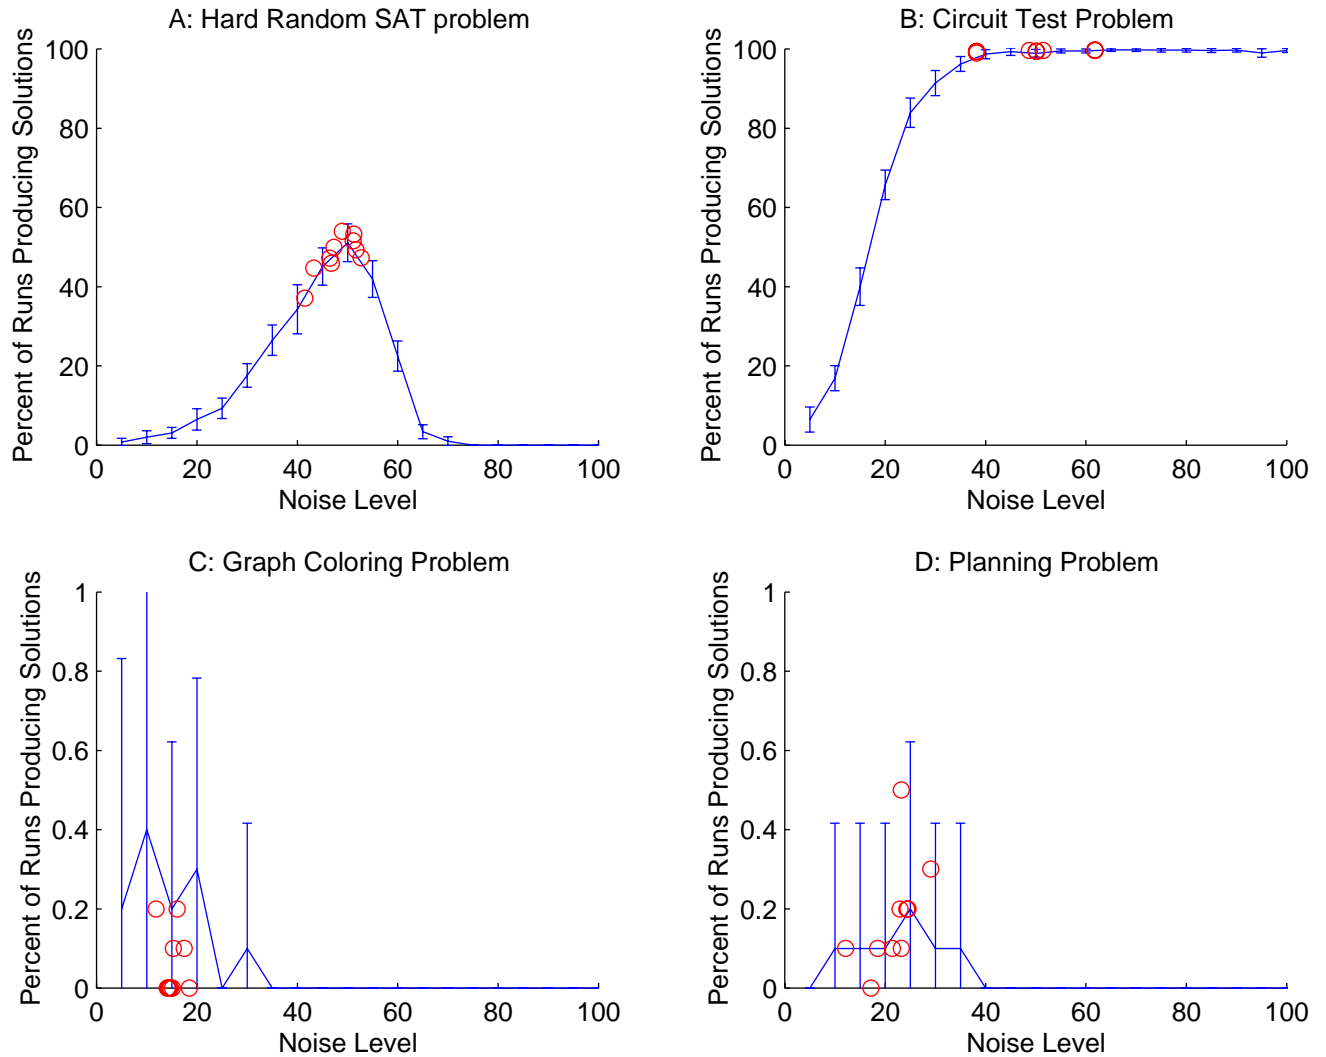 A: Hard Random SAT problem
Percent of Runs Producing Solutions
100
80
60
40
20
0
0 20 40 60 80 100
Noise Level
B: Circuit Test Problem
Percent of Runs Producing Solutions
100
80
60
40
20
0
0 20 40 60 80 100
Noise Level
C: Graph Coloring Problem
Percent of Runs Producing Solutions
1
0.8
0.6
0.4
0.2
0
0 20 40 60 80 100
Noise Level
D: Planning Problem
Percent of Runs Producing Solutions
1
0.8
0.6
0.4
0.2
0
0 20 40 60 80 100
Noise Level